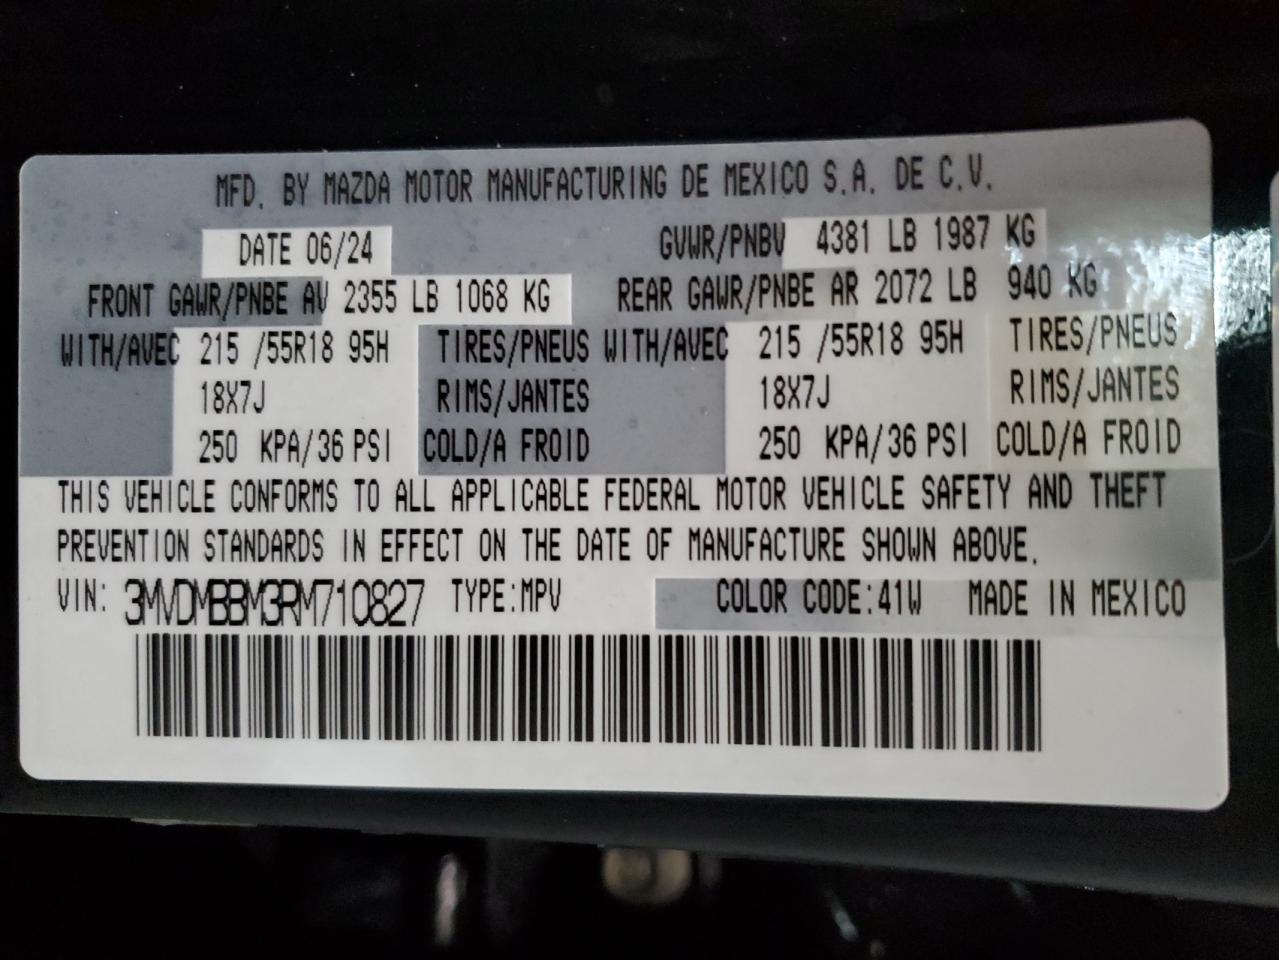 MFD. BY MAZDA MOTOR MANUFACTURING DE MEXICO S.A. DE C.V.
DATE 06/24 GVWR/PNBV 4381 LB 1987 KG
FRONT GAWR/PNBE AV 2355 LB 1068 KG REAR GAWR/PNBE AR 2072 LB 940 KG
WITH/AVEC 215 /55R18 95H TIRES/PNEUS WITH/AVEC 215 /55R18 95H TIRES/PNEUS
18X7J RIMS/JANTES 18X7J RIMS/JANTES
250 KPA/36 PSI COLD/A FROID 250 KPA/36 PSI COLD/A FROID
THIS VEHICLE CONFORMS TO ALL APPLICABLE FEDERAL MOTOR VEHICLE SAFETY AND THEFT
PREVENTION STANDARDS IN EFFECT ON THE DATE OF MANUFACTURE SHOWN ABOVE.
VIN: 3MVDMBBM3RM710827 TYPE:MPV COLOR CODE:41W MADE IN MEXICO